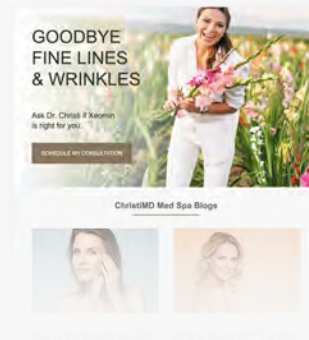 GOODBYE
FINE LINES
& WRINKLES
Ask Dr. Christi if Xeomin
is right for you.
SCHEDULE MY CONSULTATION
ChristiMD Med Spa Blogs